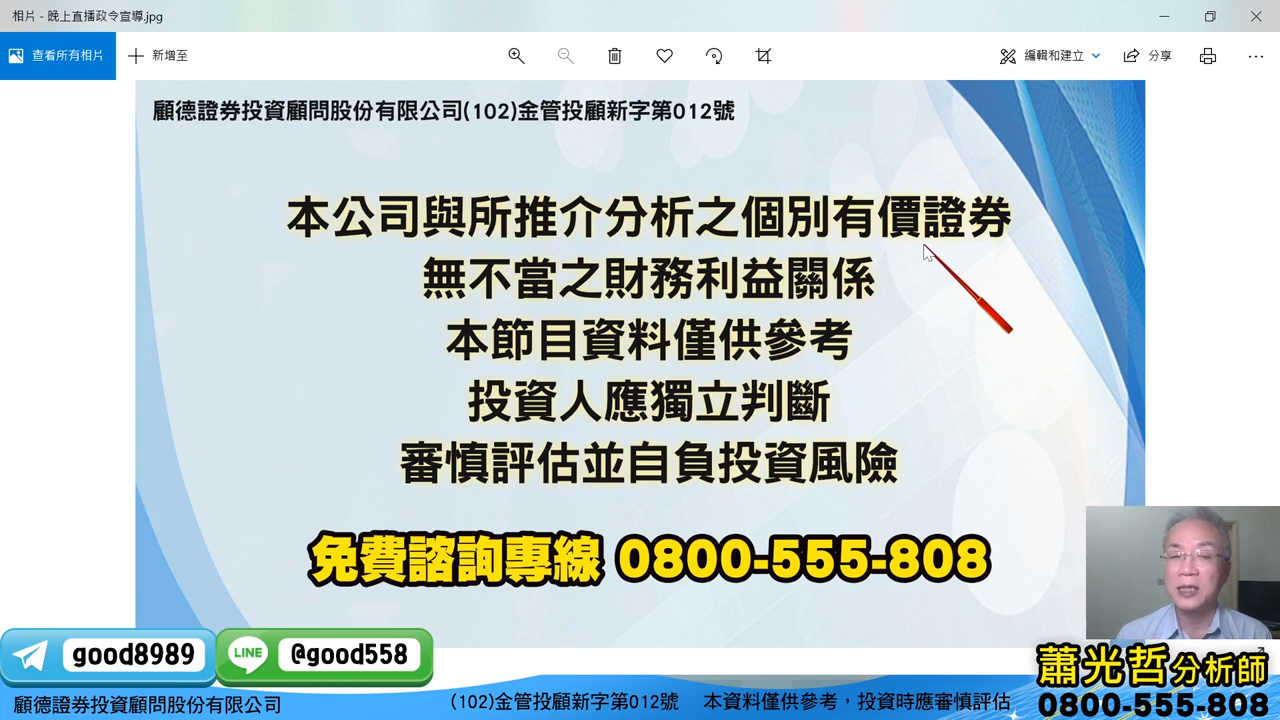 相片 - 晚上直播政令宣導.jpg
查看所有相片
新增至
編輯和建立
分享
顧德證券投資顧問股份有限公司(102)金管投顧新字第012號
本公司與所推介分析之個別有價證券
無不當之財務利益關係
本節目資料僅供參考
投資人應獨立判斷
審慎評估並自負投資風險
免費諮詢專線 0800-555-808
good8989
LINE
@good558
蕭光哲分析師
0800-555-808
顧德證券投資顧問股份有限公司
(102)金管投顧新字第012號
本資料僅供參考，投資時應審慎評估